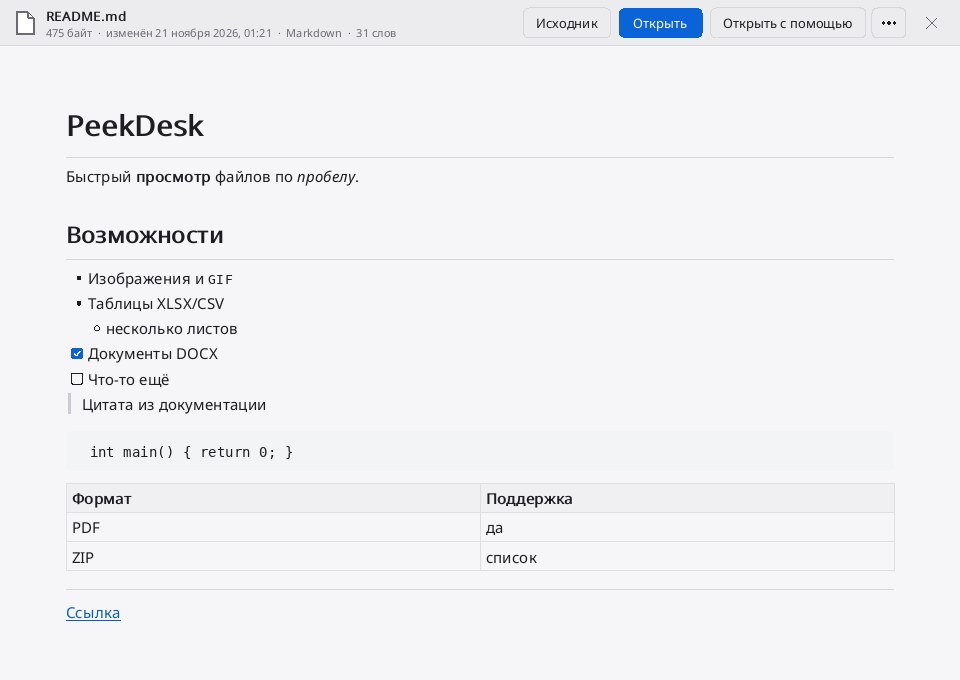 README.md
475 байт · изменён 21 ноября 2026, 01:21 · Markdown · 31 слов
Исходник
Открыть
Открыть с помощью
PeekDesk
Быстрый просмотр файлов по пробелу.
Возможности
Изображения и GIF
Таблицы XLSX/CSV
несколько листов
Документы DOCX
Что-то ещё
Цитата из документации
int main() { return 0; }
Формат Поддержка
PDF да
ZIP список
Ссылка